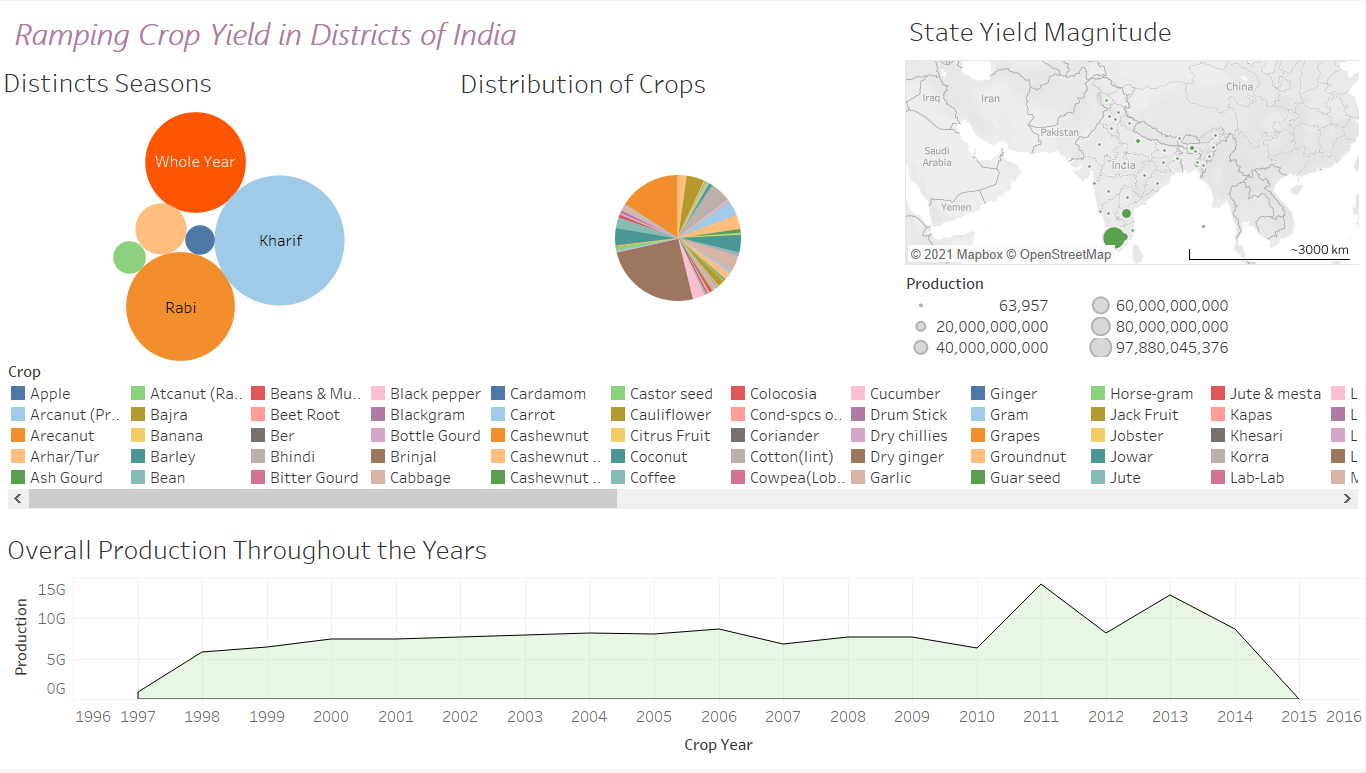 Ramping Crop Yield in Districts of India
State Yield Magnitude
Distincts Seasons
Distribution of Crops
Whole Year
Kharif
Rabi
Iraq
Iran
China
Pakistan
Saudi
Arabia
India
Yemen
© 2021 Mapbox © OpenStreetMap
~3000 km
Production
63,957
60,000,000,000
20,000,000,000
80,000,000,000
40,000,000,000
97,880,045,376
Crop
Apple Atcanut (Ra.. Beans & Mu.. Black pepper Cardamom Castor seed Colocosia Cucumber Ginger Horse-gram Jute & mesta L
Arcanut (Pr.. Bajra Beet Root Blackgram Carrot Cauliflower Cond-spcs o.. Drum Stick Gram Jack Fruit Kapas L
Arecanut Banana Ber Bottle Gourd Cashewnut Citrus Fruit Coriander Dry chillies Grapes Jobster Khesari L
Arhar/Tur Barley Bhindi Brinjal Cashewnut .. Coconut Cotton(lint) Dry ginger Groundnut Jowar Korra L
Ash Gourd Bean Bitter Gourd Cabbage Cashewnut .. Coffee Cowpea(Lob.. Garlic Guar seed Jute Lab-Lab M
Overall Production Throughout the Years
Production
15G
10G
5G
0G
1996 1997 1998 1999 2000 2001 2002 2003 2004 2005 2006 2007 2008 2009 2010 2011 2012 2013 2014 2015 2016
Crop Year